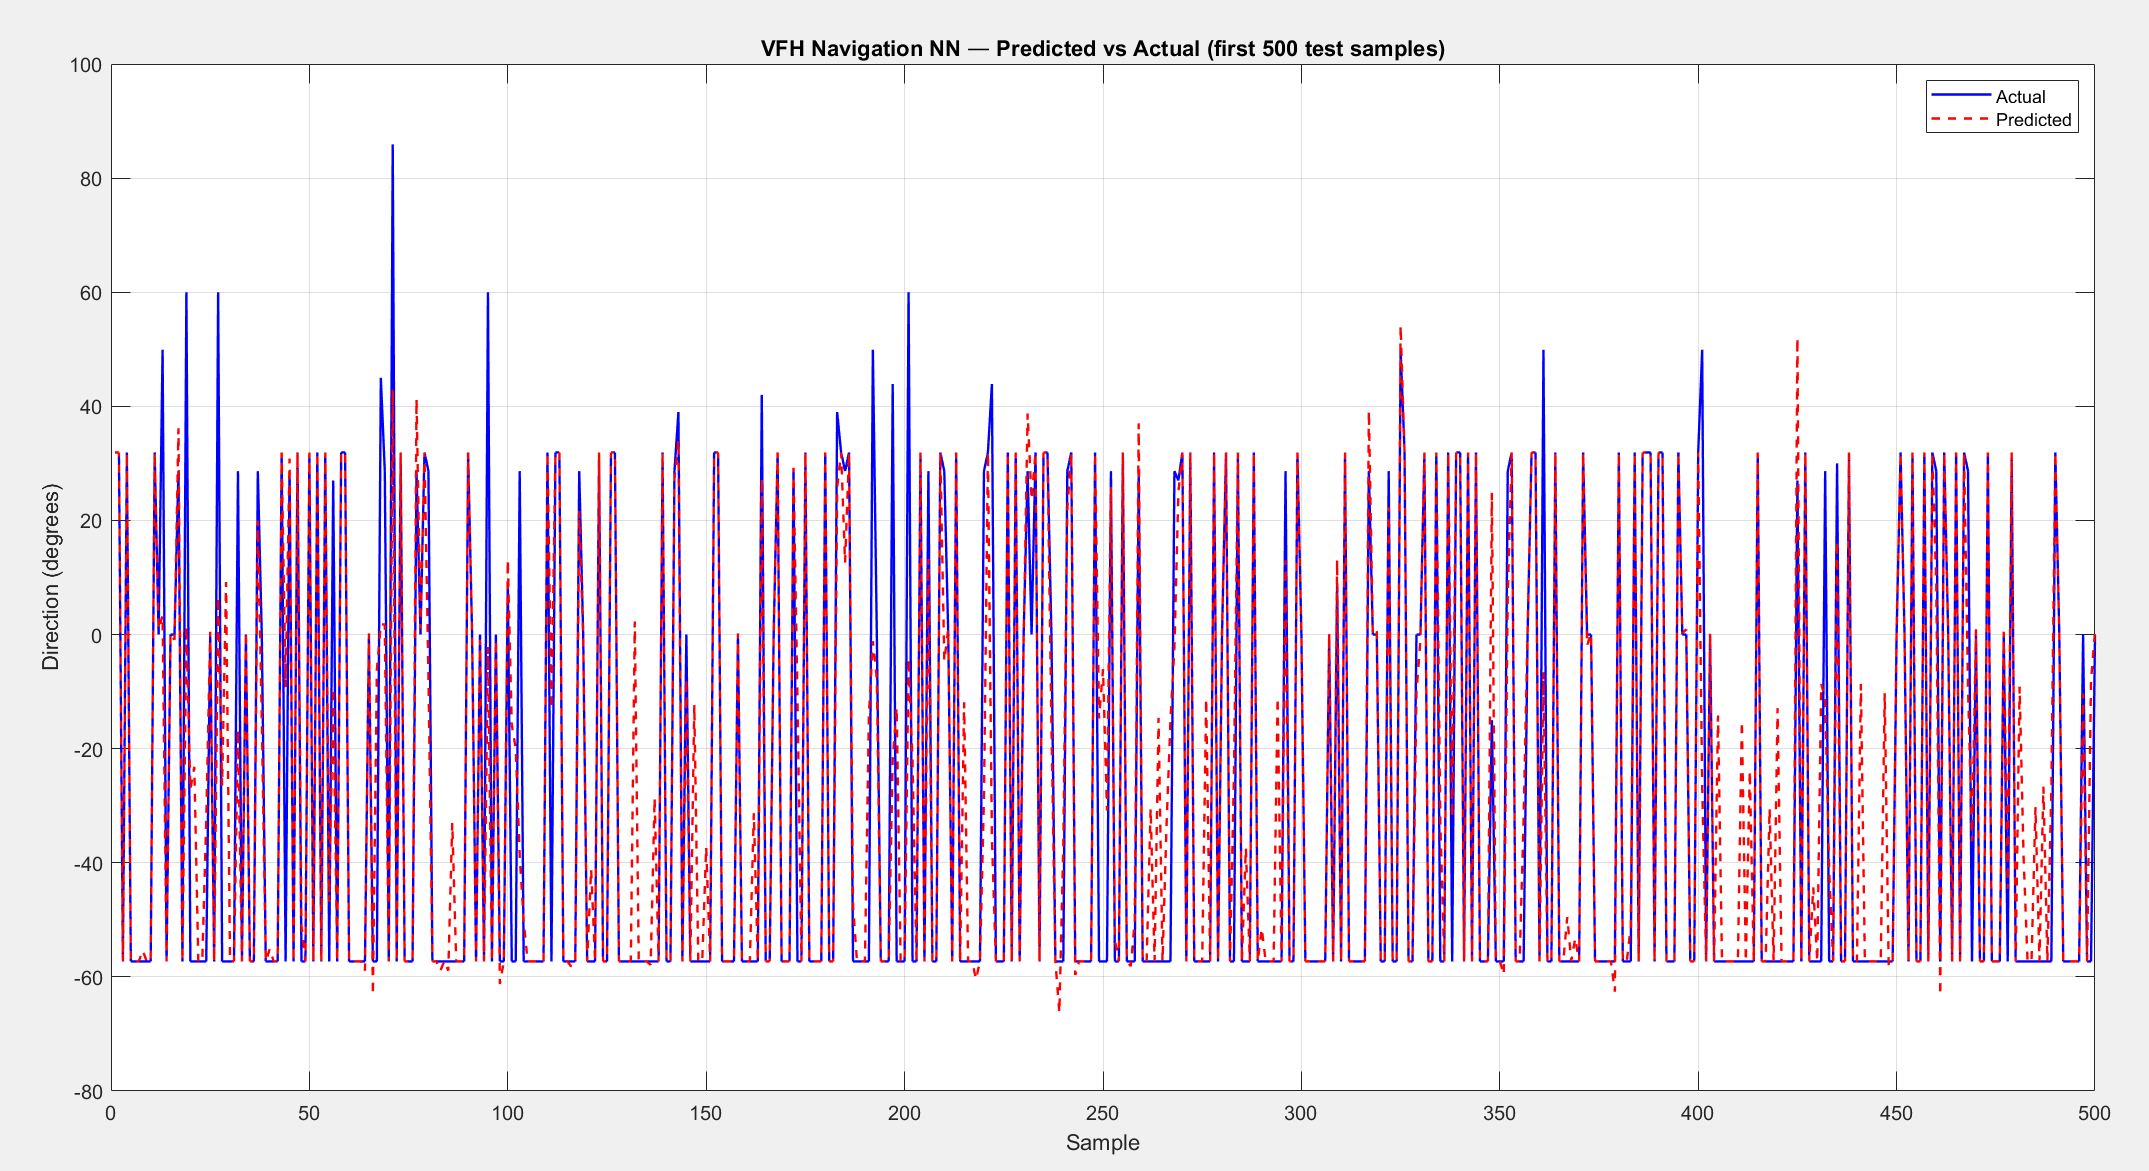 VFH Navigation NN — Predicted vs Actual (first 500 test samples)
Actual
Predicted
Direction (degrees)
100
80
60
40
20
0
-20
-40
-60
-80
0 50 100 150 200 250 300 350 400 450 500
Sample